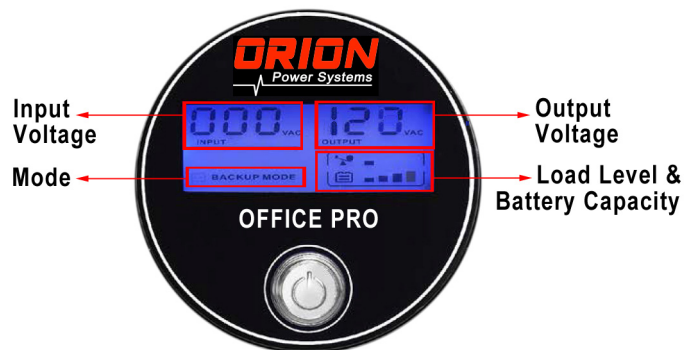 ORION
Power Systems
Input
Voltage
000 VAC
INPUT
120 VAC
OUTPUT
Output
Voltage
Mode
BACKUP MODE
Load Level &
Battery Capacity
OFFICE PRO